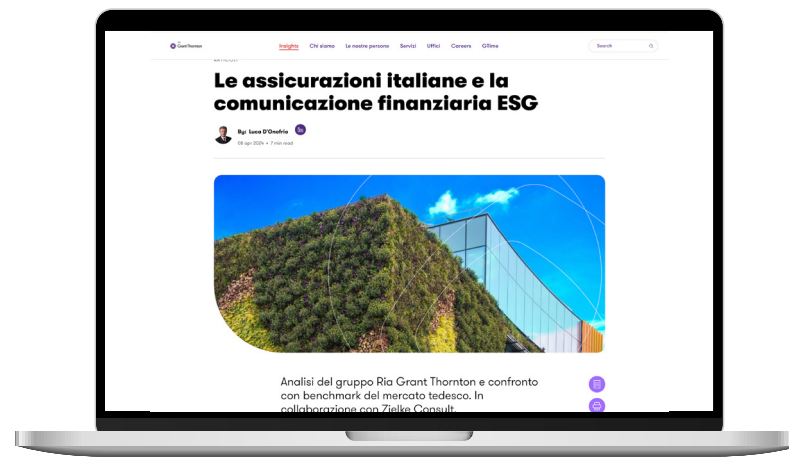 Grant Thornton
Insights Chi siamo Le nostre persone Servizi Uffici Careers GTime
Search
Le assicurazioni italiane e la
comunicazione finanziaria ESG
By: Luca D'Onofrio
08 apr 2024 • 7 min read
Analisi del gruppo Ria Grant Thornton e confronto
con benchmark del mercato tedesco. In
collaborazione con Zielke Consult.